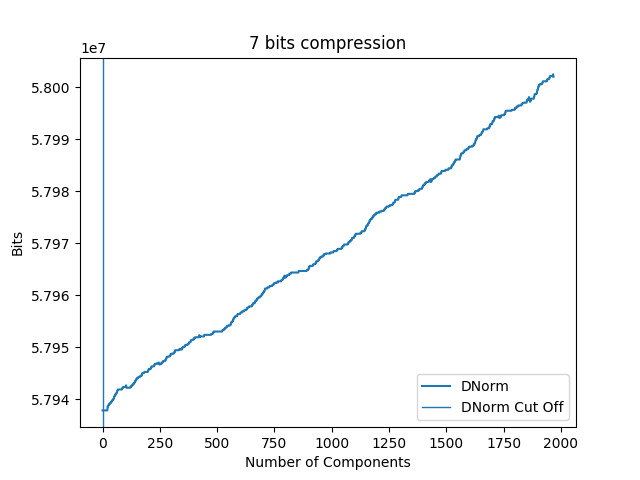 7 bits compression
1e7
5.800
5.799
5.798
5.797
5.796
5.795
5.794
Bits
DNorm
DNorm Cut Off
0 250 500 750 1000 1250 1500 1750 2000
Number of Components